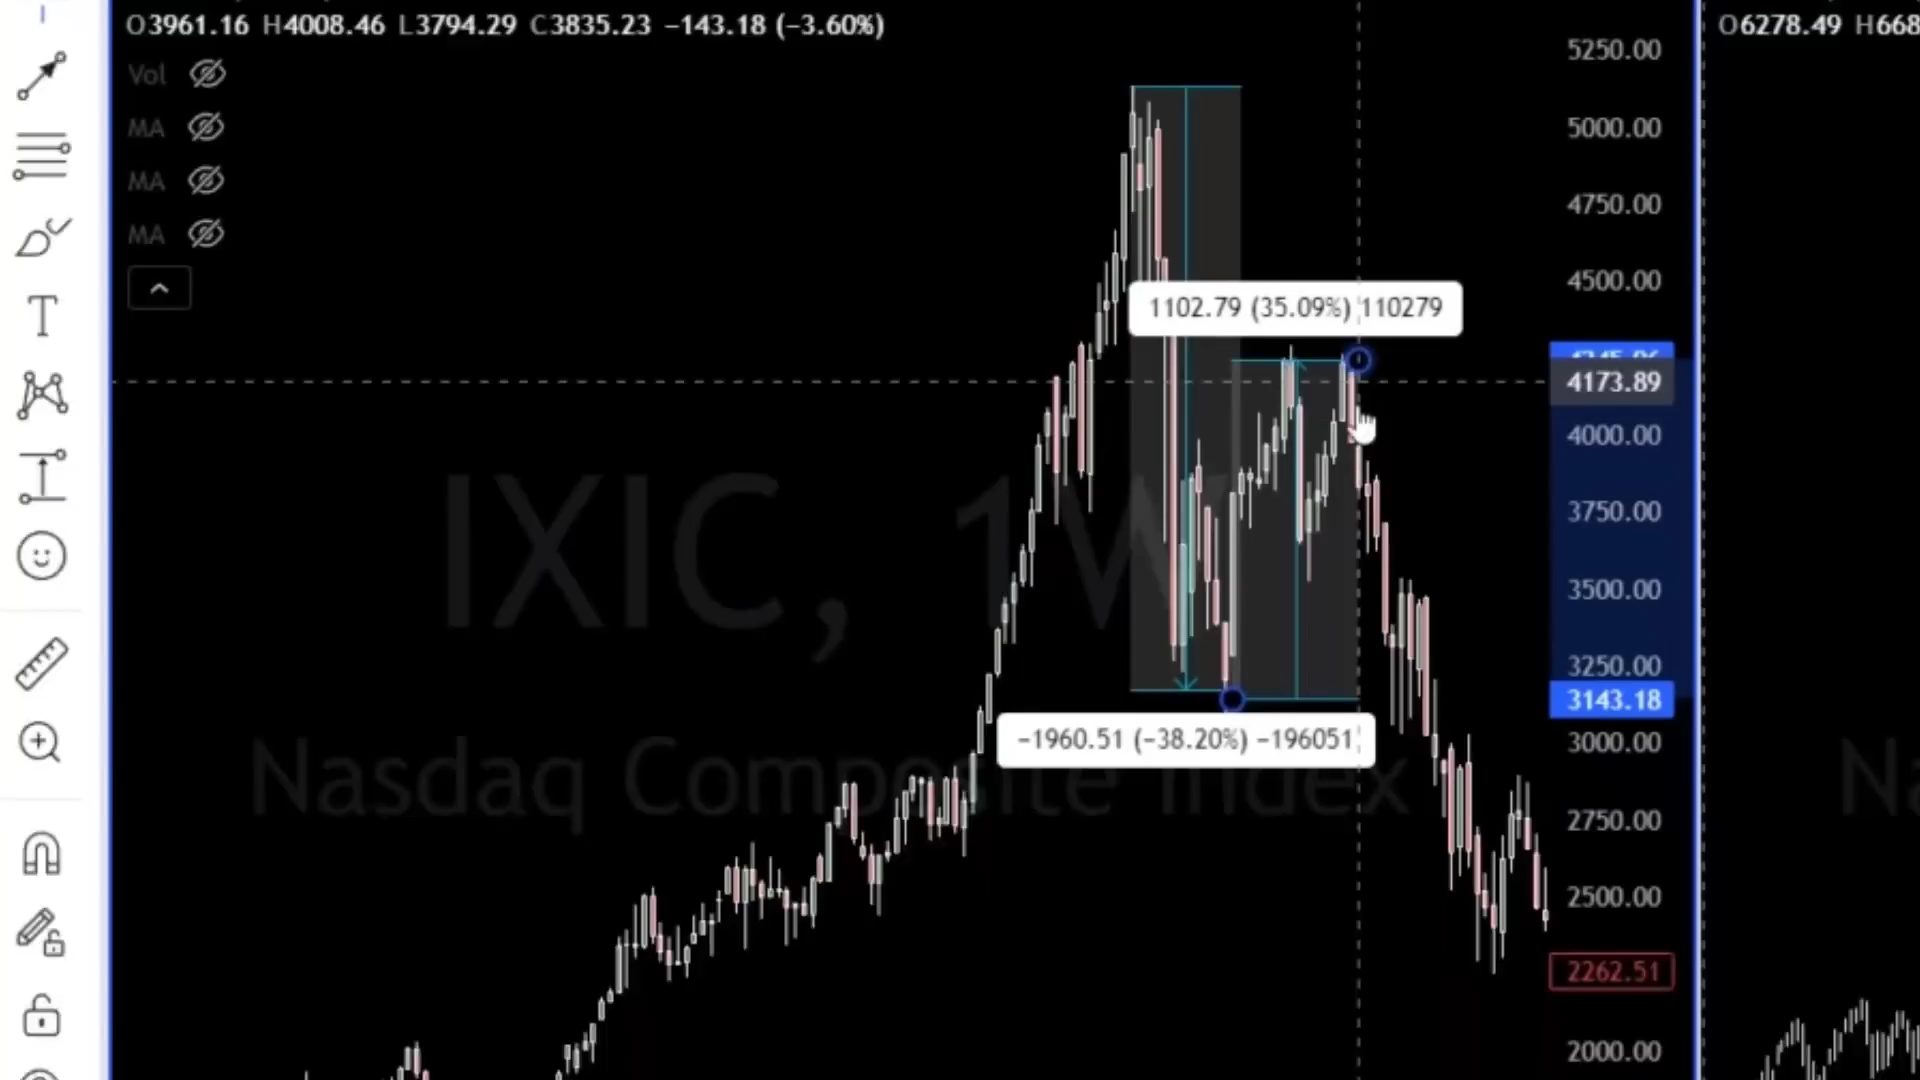 O3961.16 H4008.46 L3794.29 C3835.23 −143.18 (−3.60%)
O6278.49 H668
Vol
MA
MA
MA
T
IXIC, 1W
Nasdaq Composite Index
Na
1102.79 (35.09%) 110279
−1960.51 (−38.20%) −196051
5250.00
5000.00
4750.00
4500.00
4173.89
4000.00
3750.00
3500.00
3250.00
3143.18
3000.00
2750.00
2500.00
2262.51
2000.00